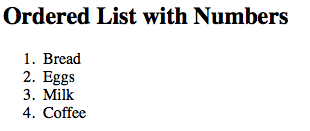 Ordered List with Numbers
1. Bread
2. Eggs
3. Milk
4. Coffee